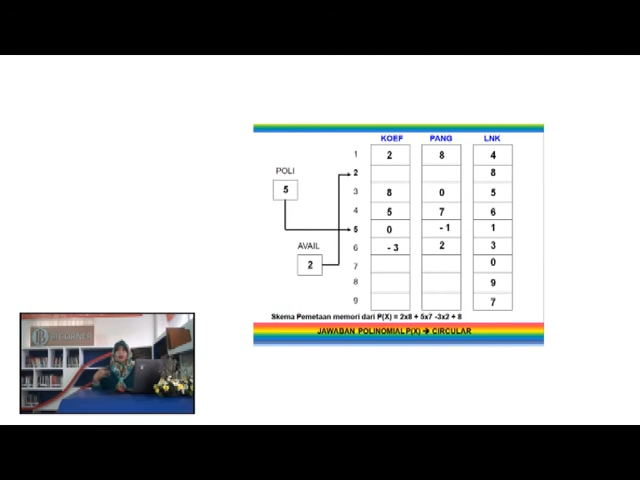 KOEF PANG LNK
1 2 8 4
POLI 2 8
5 3 8 0 5
4 5 7 6
5 0 - 1 1
AVAIL 6 - 3 2 3
2 7 0
8 9
9 7
Skema Pemetaan memori dari P(X) = 2x8 + 5x7 -3x2 + 8
JAWABAN POLINOMIAL P(X) → CIRCULAR
CORNER